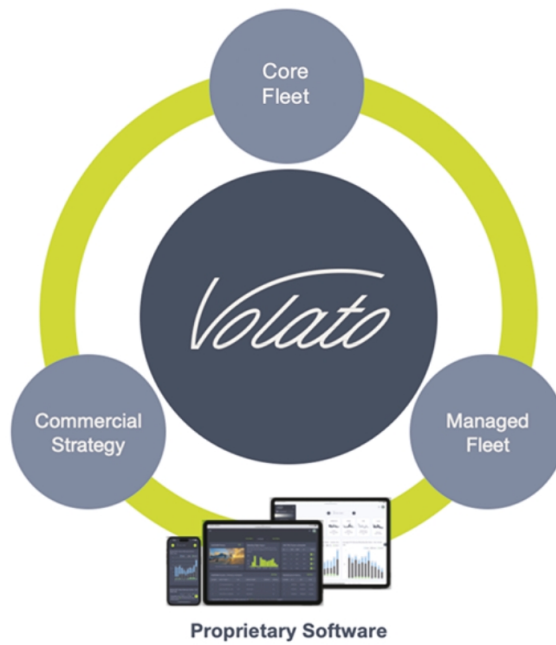 Core
Fleet
Volato
Commercial
Strategy
Managed
Fleet
Proprietary Software